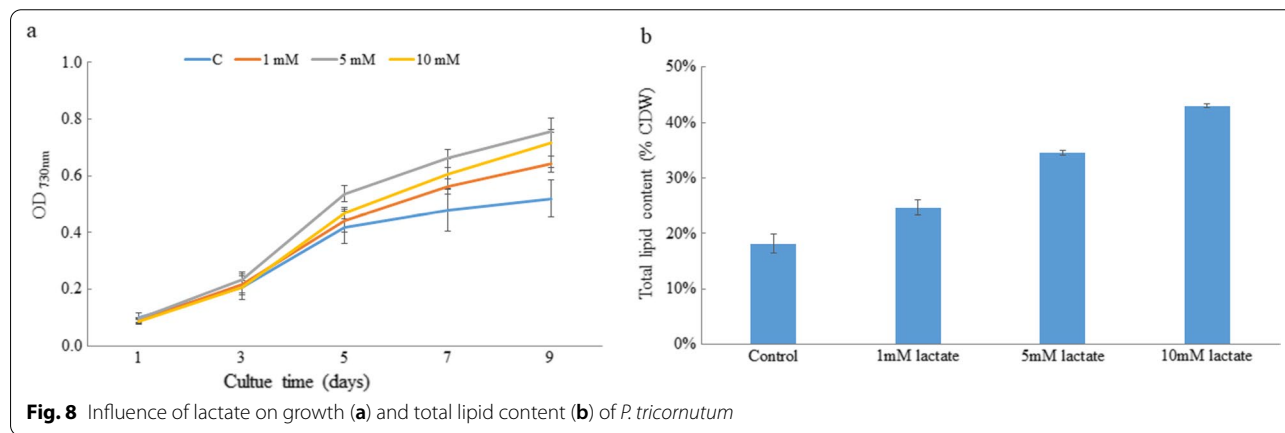 a
C 1 mM 5 mM 10 mM
1.0
0.8
0.6
0.4
0.2
0.0
OD 730nm
1 3 5 7 9
Cultue time (days)
b
50%
40%
30%
20%
10%
0%
Total lipid content (% CDW)
Control 1mM lactate 5mM lactate 10mM lactate
Fig. 8 Influence of lactate on growth (a) and total lipid content (b) of P. tricornutum